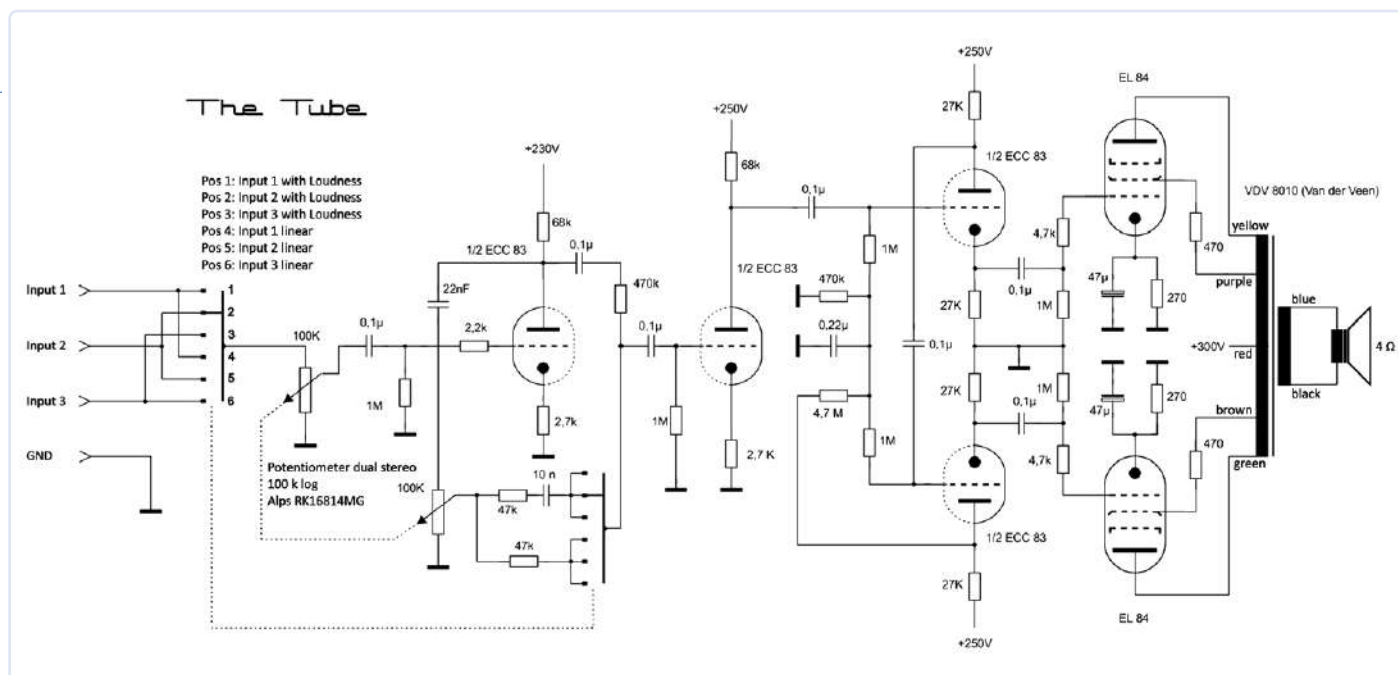 The Tube
Pos 1: Input 1 with Loudness
Pos 2: Input 2 with Loudness
Pos 3: Input 3 with Loudness
Pos 4: Input 1 linear
Pos 5: Input 2 linear
Pos 6: Input 3 linear
Input 1
Input 2
Input 3
GND
1
2
3
4
5
6
100K
0,1µ
1M
2,2k
Potentiometer dual stereo
100 k log
Alps RK16814MG
+230V
68k
1/2 ECC 83
0,1µ
22nF
470k
2,7k
100K
10 n
47k
47k
0,1µ
1M
+250V
68k
1/2 ECC 83
2,7 K
0,1µ
470k
0,22µ
4,7 M
1M
1M
0,1µ
+250V
27K
1/2 ECC 83
27K
27K
1/2 ECC 83
27K
+250V
0,1µ
0,1µ
4,7k
1M
1M
4,7k
EL 84
47µ
270
47µ
270
470
470
EL 84
VDV 8010 (Van der Veen)
yellow
purple
+300V
red
brown
green
blue
black
4 Ω